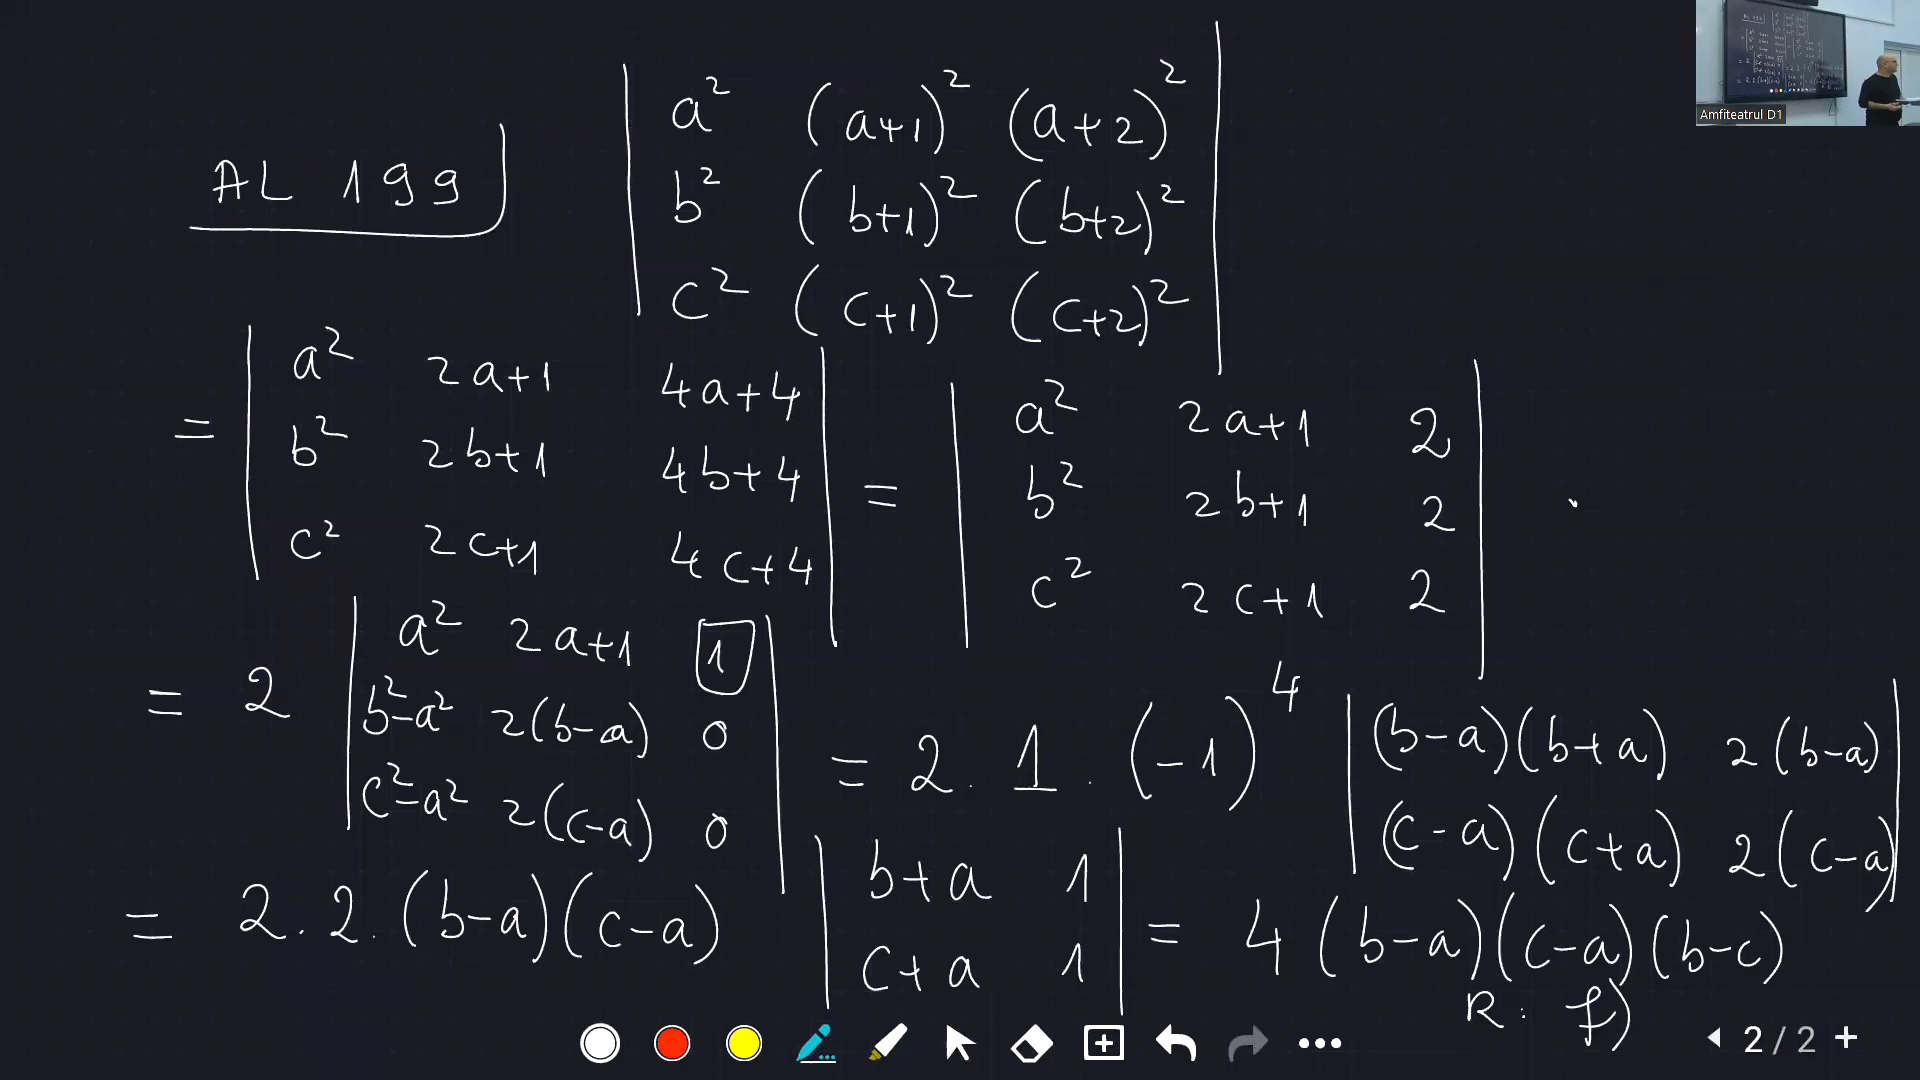 AL 199
| a² (a+1)² (a+2)² |
| b² (b+1)² (b+2)² |
| c² (c+1)² (c+2)² |
= | a² 2a+1 4a+4 | = | a² 2a+1 2 |
| b² 2b+1 4b+4 | | b² 2b+1 2 |
| c² 2c+1 4c+4 | | c² 2c+1 2 |
= 2 | a² 2a+1 1 | = 2 · 1 · (-1)⁴ | (b-a)(b+a) 2(b-a) |
| b²-a² 2(b-a) 0 | | (c-a)(c+a) 2(c-a) |
| c²-a² 2(c-a) 0 |
= 2 · 2 · (b-a)(c-a) | b+a 1 | = 4(b-a)(c-a)(b-c)
| c+a 1 |
R: f)
2 / 2
Amfiteatrul D1